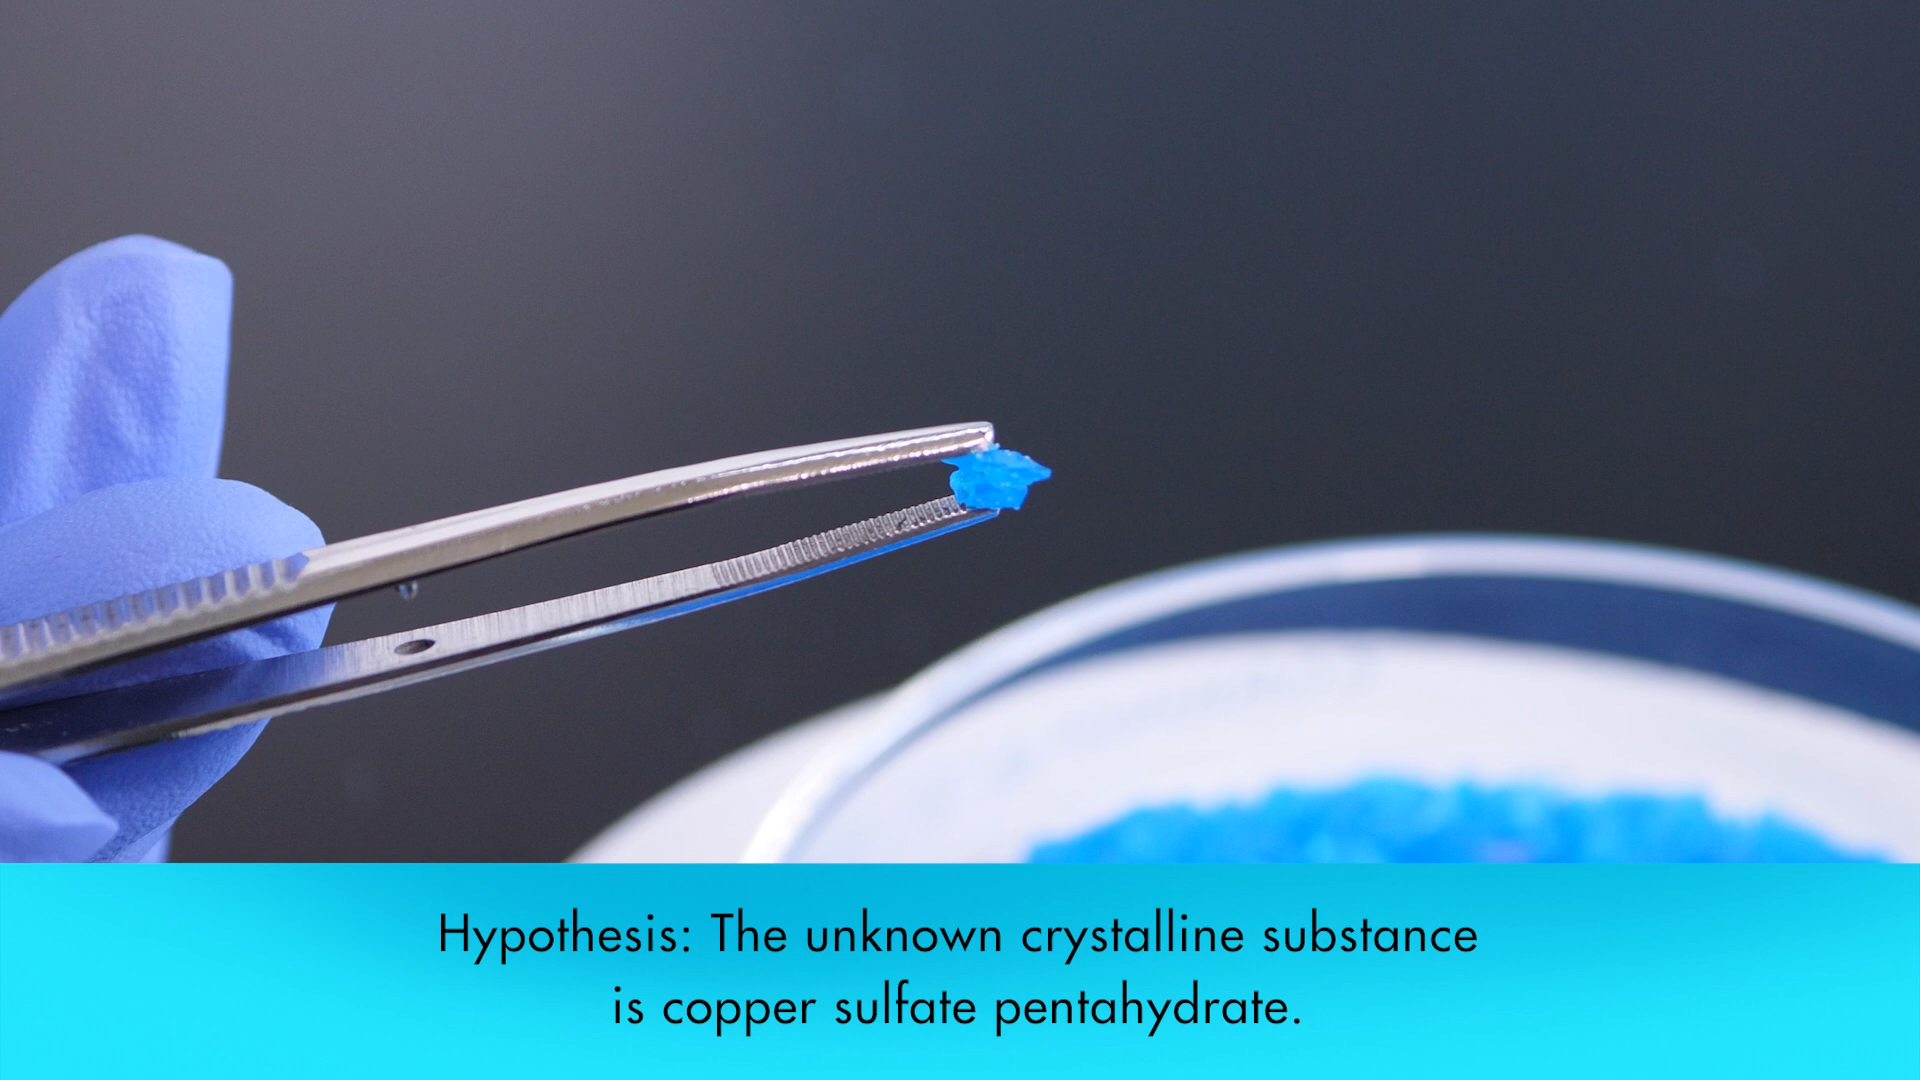 Hypothesis: The unknown crystalline substance
is copper sulfate pentahydrate.